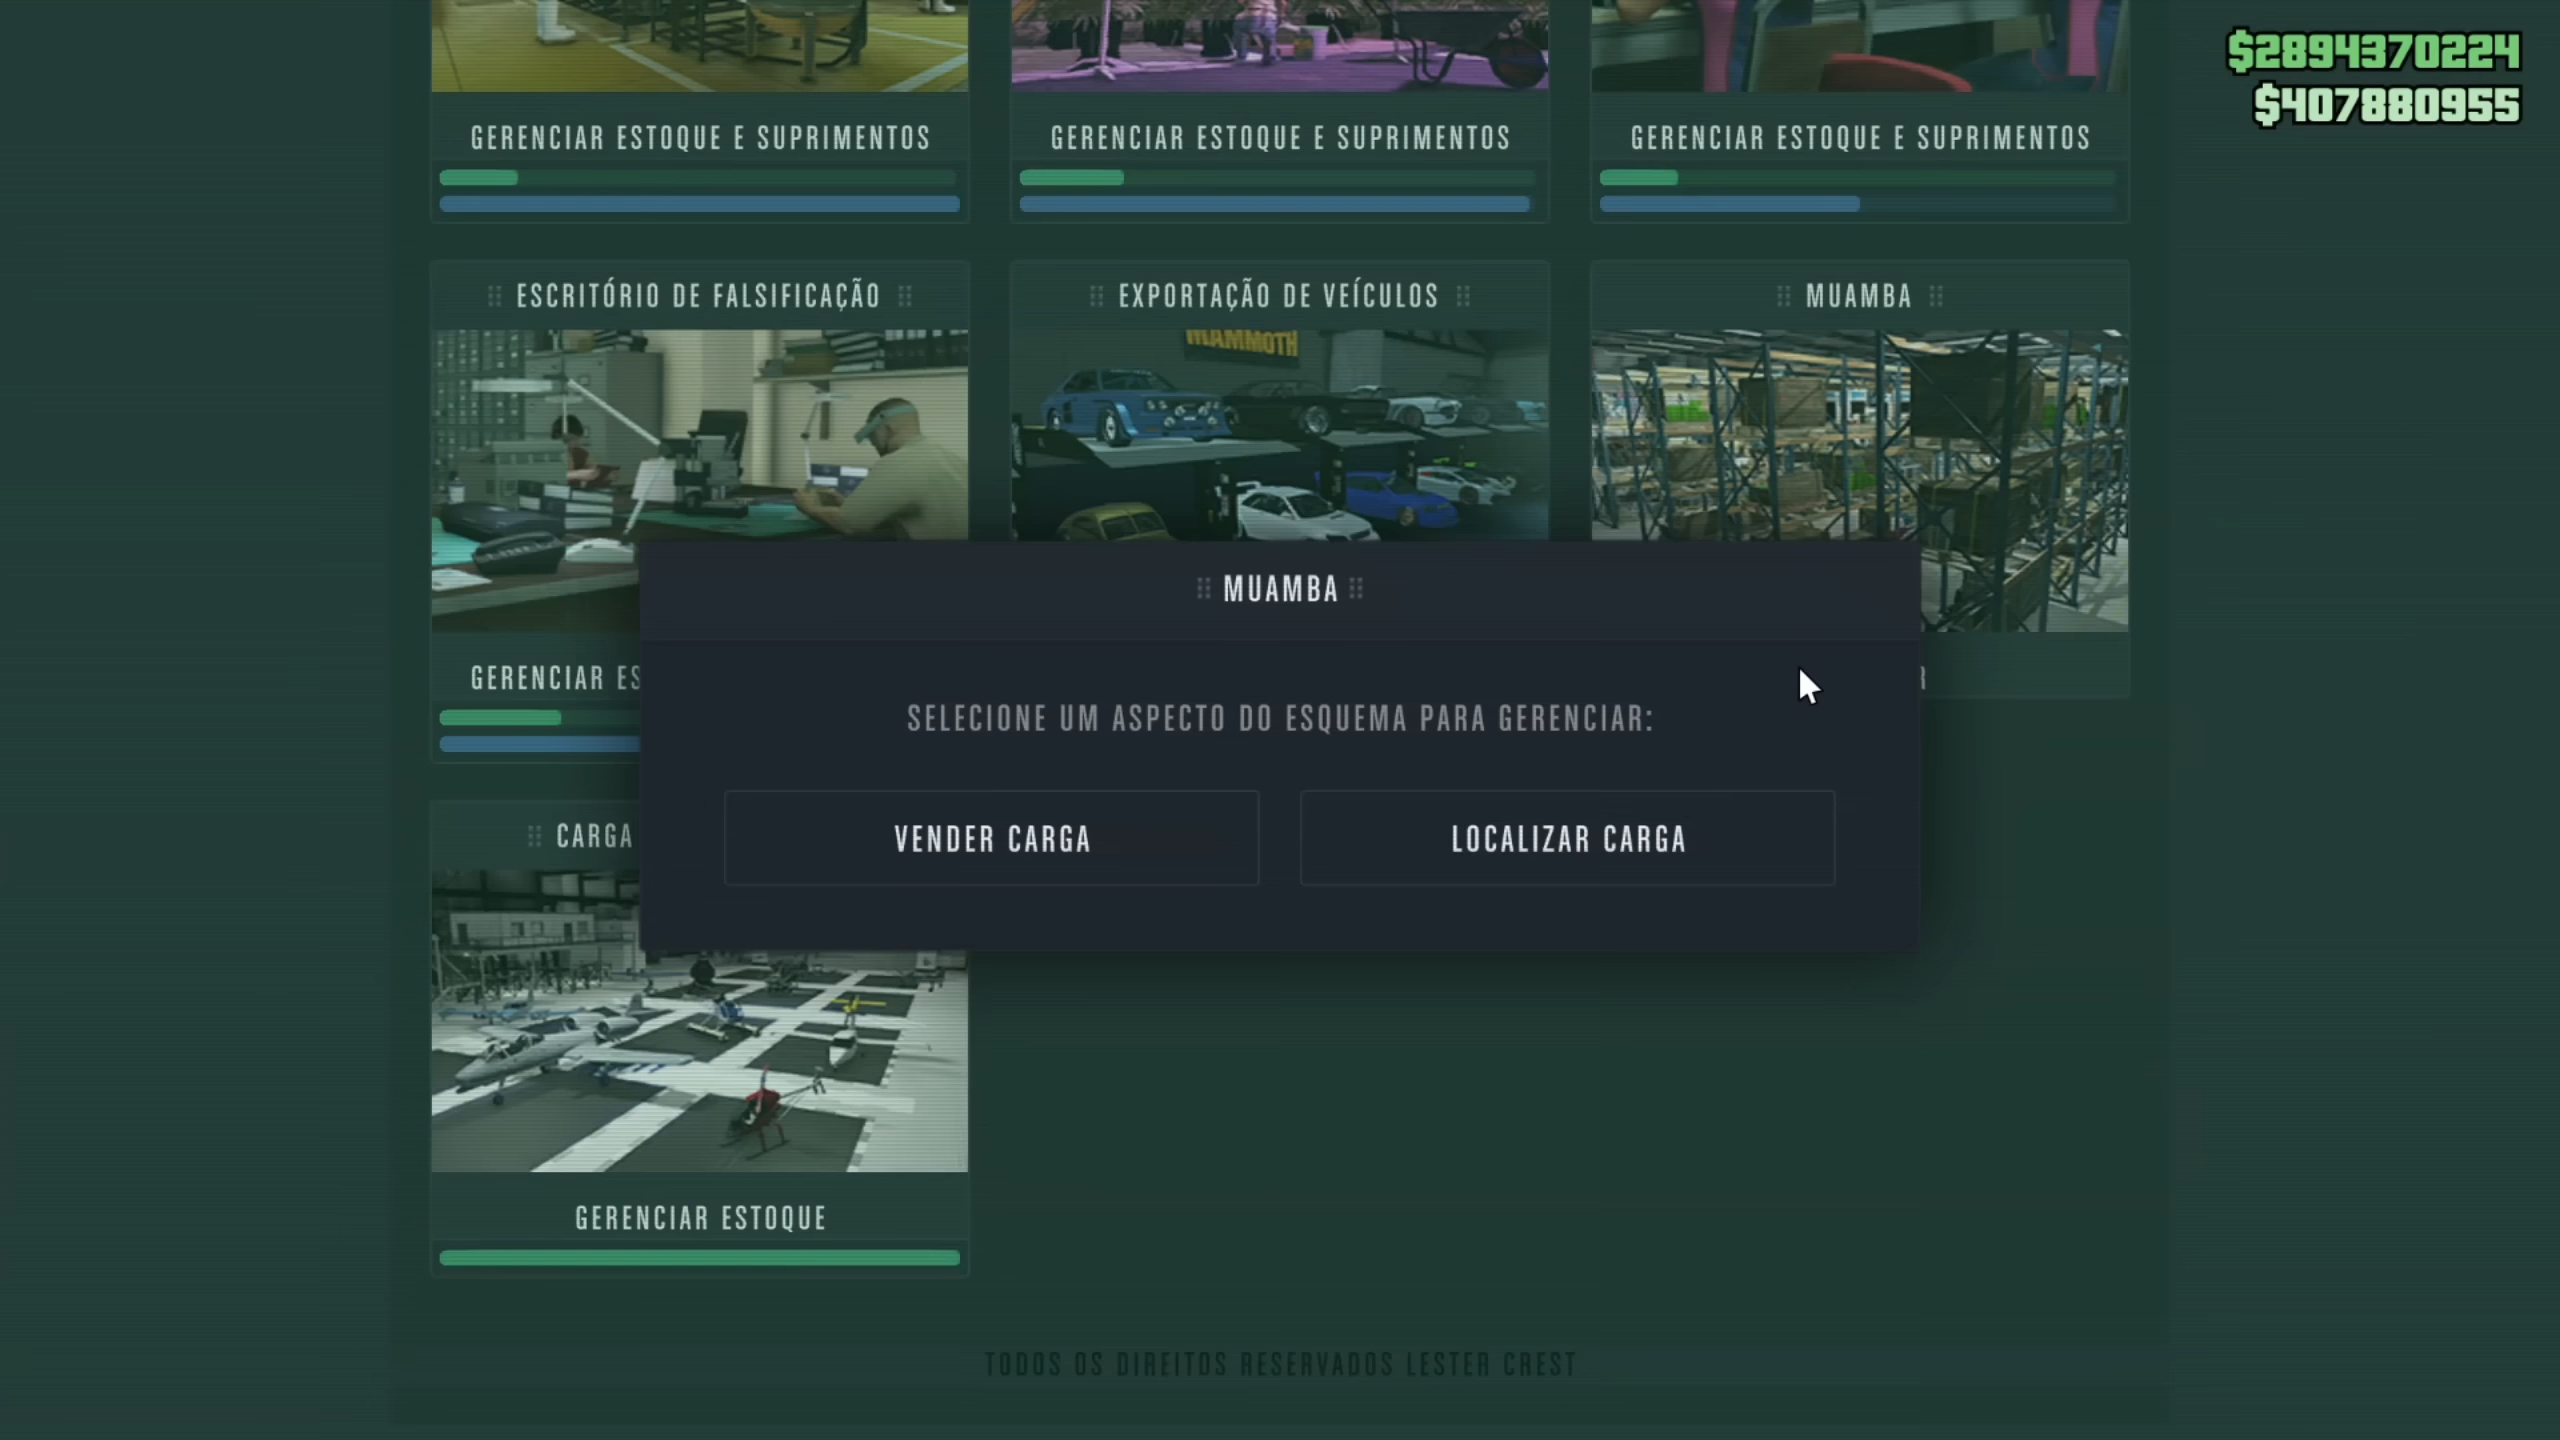 $2894370224
$407880955
GERENCIAR ESTOQUE E SUPRIMENTOS
GERENCIAR ESTOQUE E SUPRIMENTOS
GERENCIAR ESTOQUE E SUPRIMENTOS
ESCRITÓRIO DE FALSIFICAÇÃO
EXPORTAÇÃO DE VEÍCULOS
MUAMBA
MAMMOTH
MUAMBA
GERENCIAR ES
R
SELECIONE UM ASPECTO DO ESQUEMA PARA GERENCIAR:
VENDER CARGA
LOCALIZAR CARGA
CARGA
GERENCIAR ESTOQUE
TODOS OS DIREITOS RESERVADOS LESTER CREST